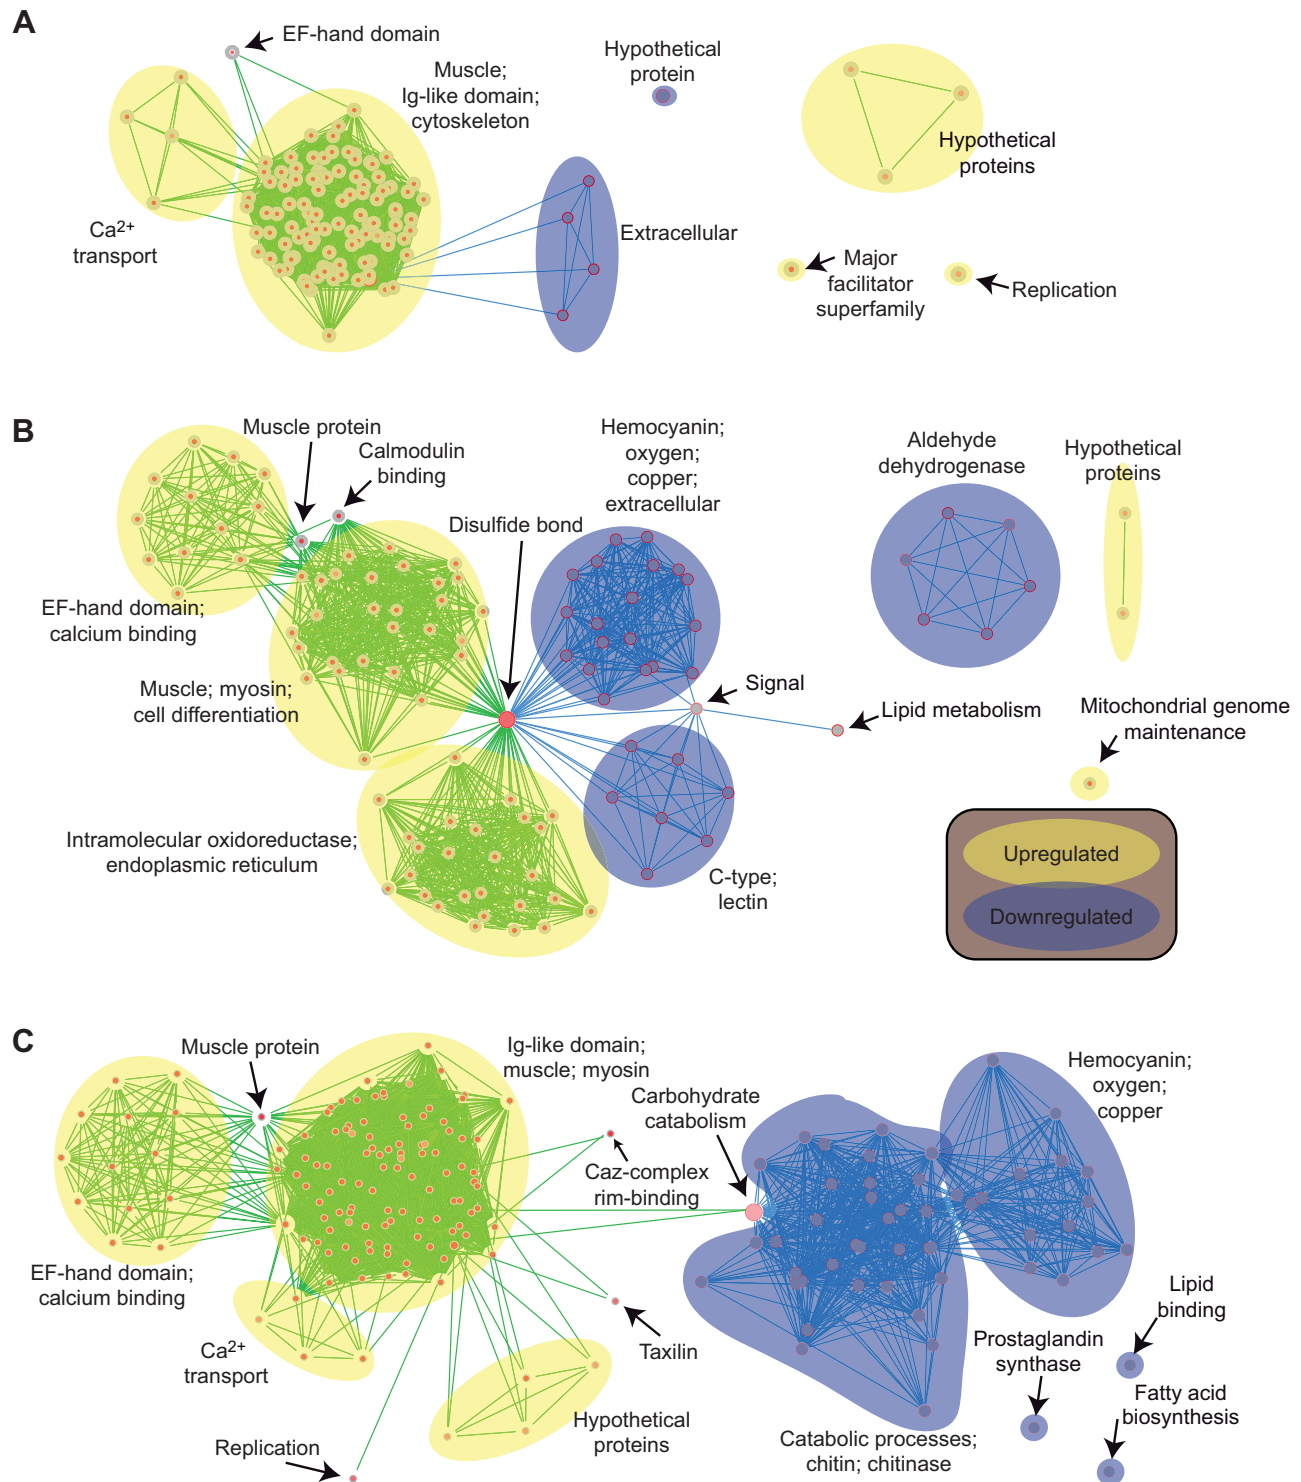 A
EF-hand domain
Muscle;
Ig-like domain;
cytoskeleton
Hypothetical
protein
Hypothetical
proteins
Ca2+
transport
Extracellular
Major
facilitator
superfamily
Replication
B
Muscle protein
Calmodulin
binding
Disulfide bond
Hemocyanin;
oxygen;
copper;
extracellular
Aldehyde
dehydrogenase
Hypothetical
proteins
EF-hand domain;
calcium binding
Muscle; myosin;
cell differentiation
Signal
Lipid metabolism
Mitochondrial genome
maintenance
Intramolecular oxidoreductase;
endoplasmic reticulum
C-type;
lectin
Upregulated
Downregulated
C
Muscle protein
Ig-like domain;
muscle; myosin
Carbohydrate
catabolism
Hemocyanin;
oxygen;
copper
Caz-complex
rim-binding
EF-hand domain;
calcium binding
Ca2+
transport
Taxilin
Lipid
binding
Prostaglandin
synthase
Fatty acid
biosynthesis
Hypothetical
proteins
Catabolic processes;
chitin; chitinase
Replication